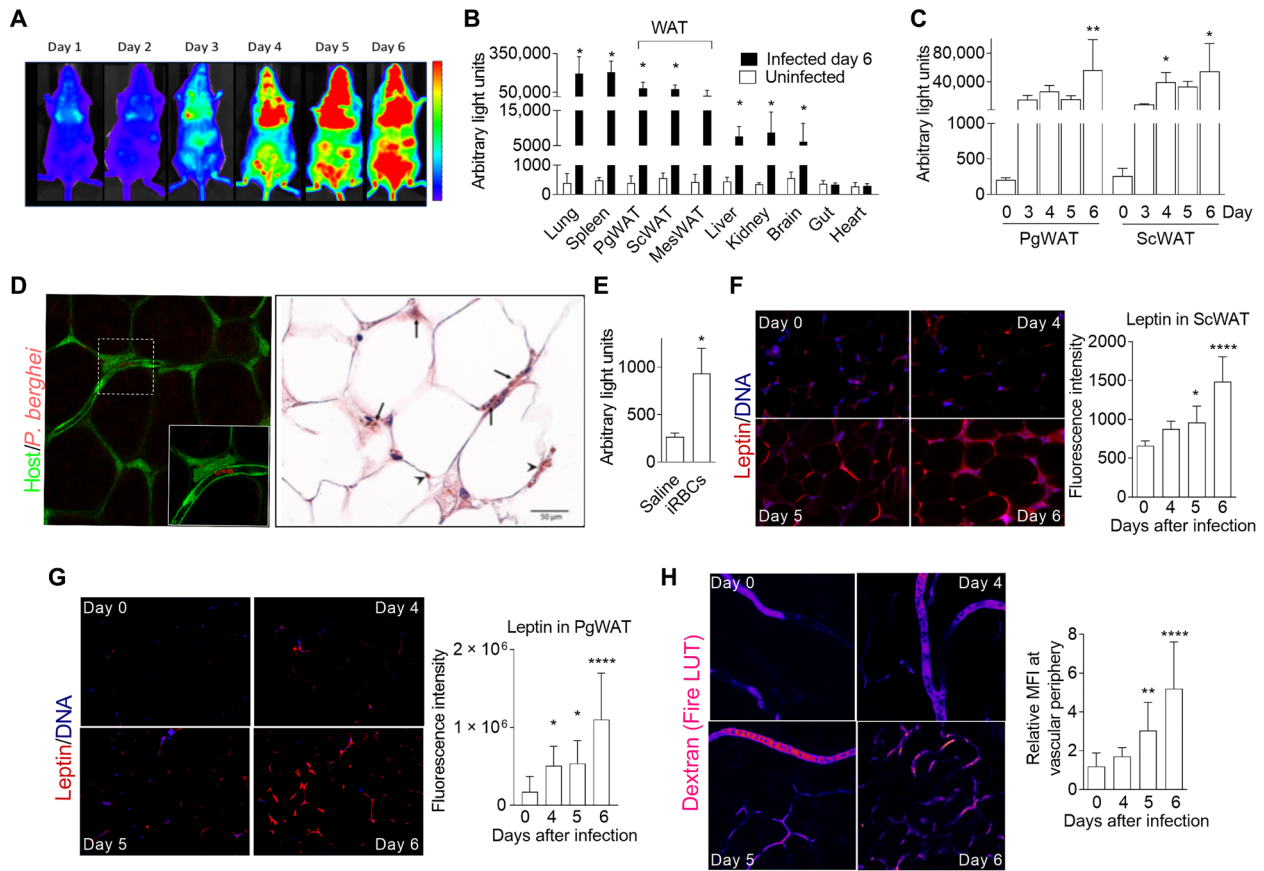 A
Day 1 Day 2 Day 3 Day 4 Day 5 Day 6
B
WAT
Arbitrary light units
350,000
50,000
15,000
5000
1000
0
* * * * * * *
Infected day 6
Uninfected
Lung Spleen PgWAT ScWAT MesWAT Liver Kidney Brain Gut Heart
C
Arbitrary light units
80,000
40,000
1000
500
0
** * *
0 3 4 5 6 0 3 4 5 6 Day
PgWAT ScWAT
D
Host/P. berghei
50 µm
E
Arbitrary light units
1000
500
0
*
Saline iRBCs
F
Leptin/DNA
Day 0 Day 4
Day 5 Day 6
Leptin in ScWAT
Fluorescence intensity
2000
1500
1000
500
0
* ****
0 4 5 6
Days after infection
G
Leptin/DNA
Day 0 Day 4
Day 5 Day 6
Leptin in PgWAT
Fluorescence intensity
2 × 10⁶
1 × 10⁶
0
* * ****
0 4 5 6
Days after infection
H
Dextran (Fire LUT)
Day 0 Day 4
Day 5 Day 6
Relative MFI at
vascular periphery
8
6
4
2
0
** ****
0 4 5 6
Days after infection